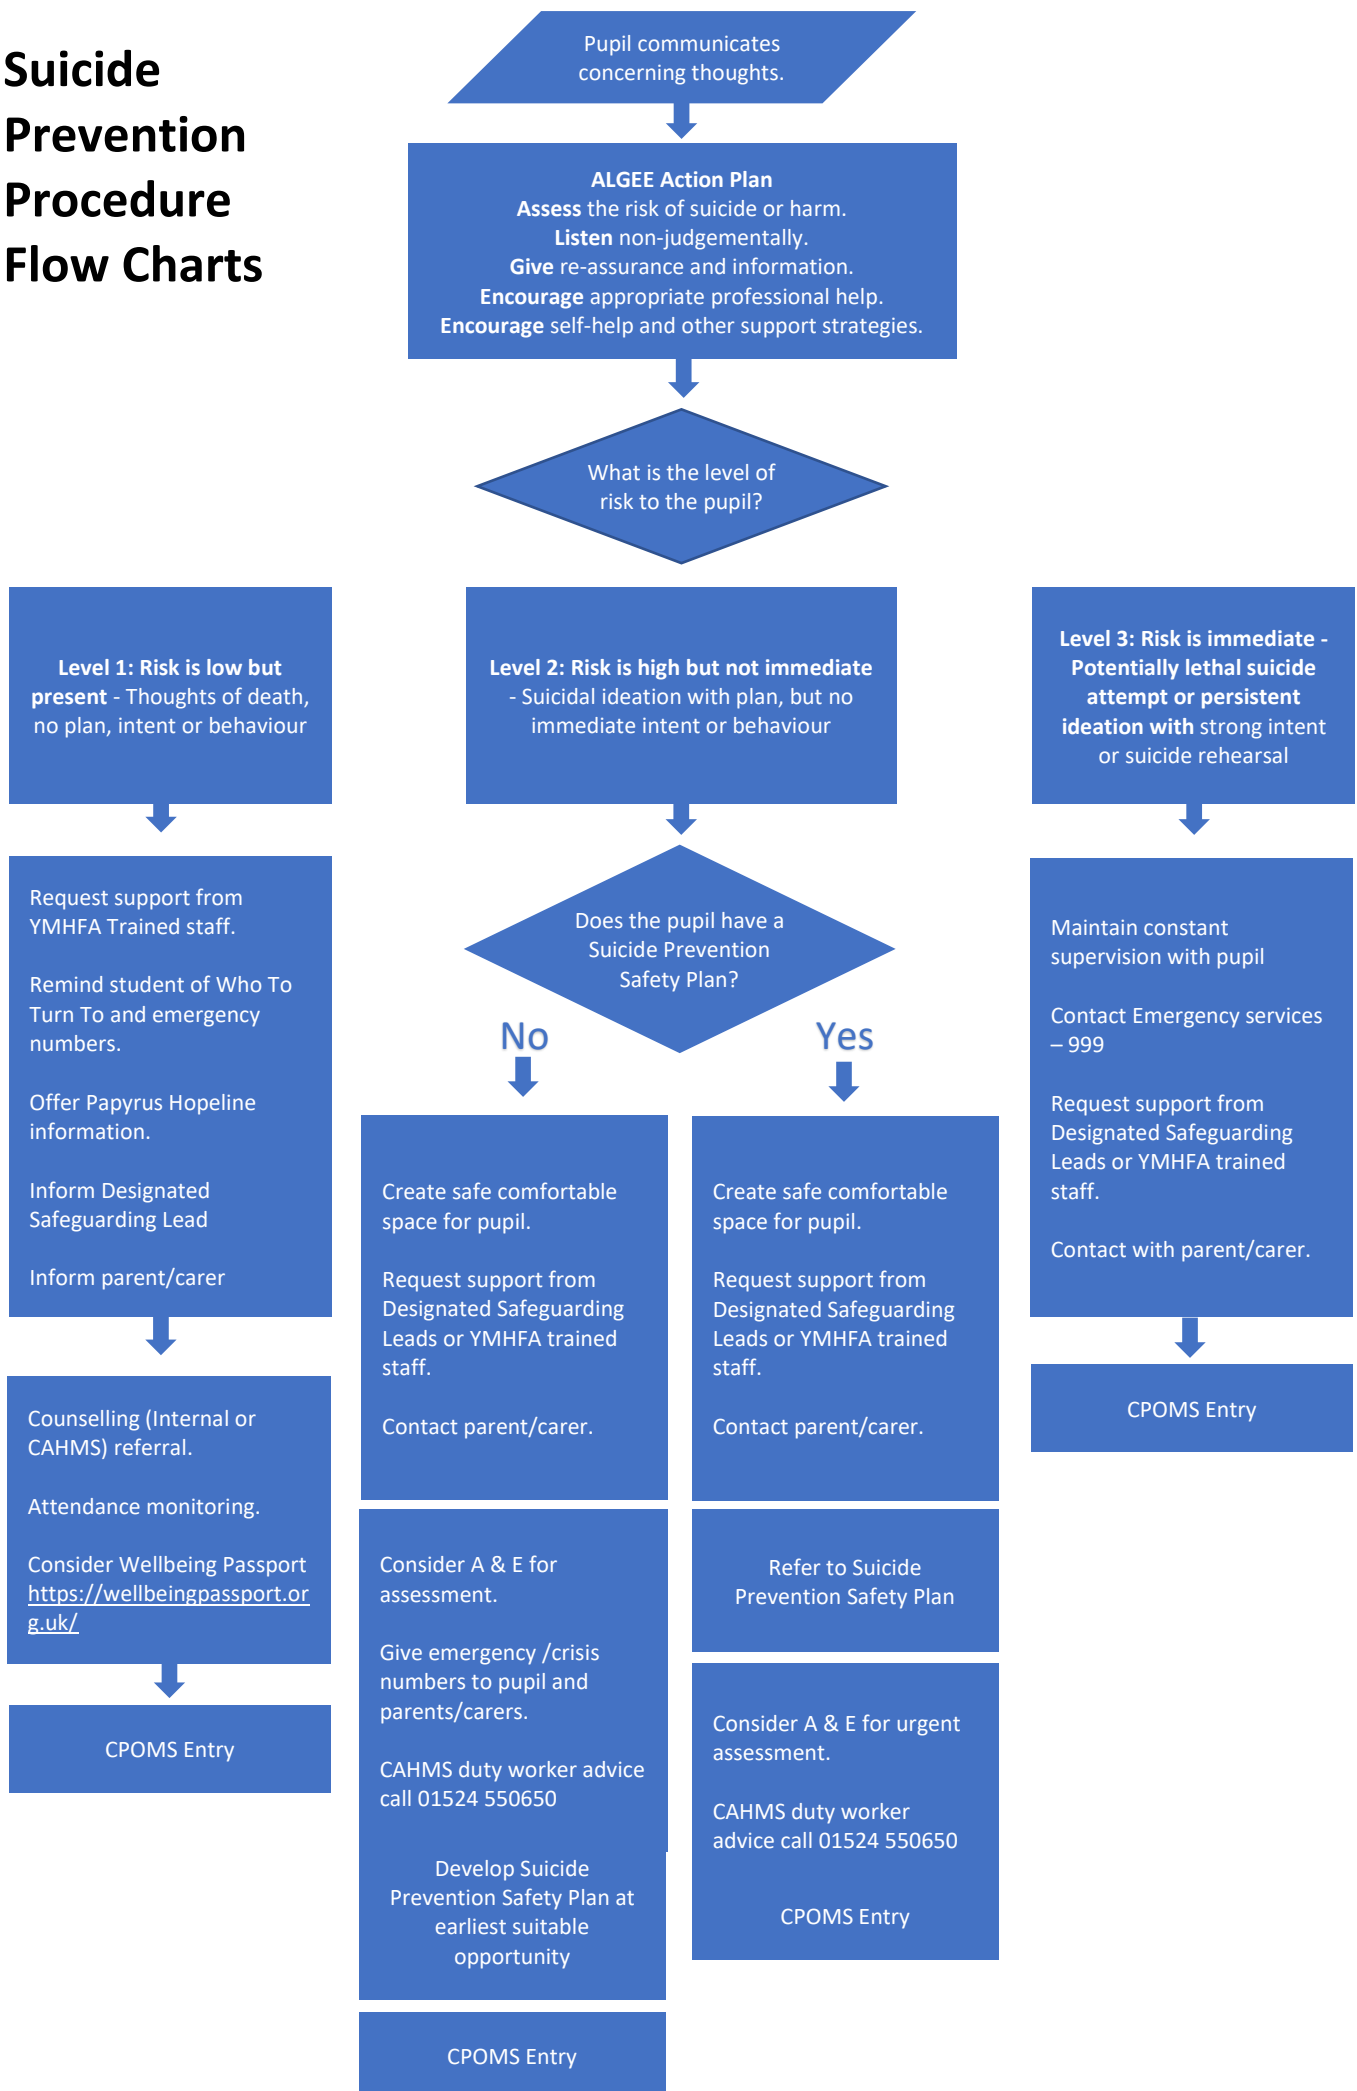 Suicide
Prevention
Procedure
Flow Charts
Pupil communicates
concerning thoughts.
ALGEE Action Plan
Assess the risk of suicide or harm.
Listen non-judgementally.
Give re-assurance and information.
Encourage appropriate professional help.
Encourage self-help and other support strategies.
What is the level of
risk to the pupil?
Level 1: Risk is low but
present - Thoughts of death,
no plan, intent or behaviour
Level 2: Risk is high but not immediate
- Suicidal ideation with plan, but no
immediate intent or behaviour
Level 3: Risk is immediate -
Potentially lethal suicide
attempt or persistent
ideation with strong intent
or suicide rehearsal
Request support from
YMHFA Trained staff.
Remind student of Who To
Turn To and emergency
numbers.
Offer Papyrus Hopeline
information.
Inform Designated
Safeguarding Lead
Inform parent/carer
Does the pupil have a
Suicide Prevention
Safety Plan?
No
Yes
Maintain constant
supervision with pupil
Contact Emergency services
– 999
Request support from
Designated Safeguarding
Leads or YMHFA trained
staff.
Contact with parent/carer.
CPOMS Entry
Create safe comfortable
space for pupil.
Request support from
Designated Safeguarding
Leads or YMHFA trained
staff.
Contact parent/carer.
Create safe comfortable
space for pupil.
Request support from
Designated Safeguarding
Leads or YMHFA trained
staff.
Contact parent/carer.
Counselling (Internal or
CAHMS) referral.
Attendance monitoring.
Consider Wellbeing Passport
https://wellbeingpassport.or
g.uk/
CPOMS Entry
Consider A & E for
assessment.
Give emergency /crisis
numbers to pupil and
parents/carers.
CAHMS duty worker advice
call 01524 550650
Develop Suicide
Prevention Safety Plan at
earliest suitable
opportunity
CPOMS Entry
Refer to Suicide
Prevention Safety Plan
Consider A & E for urgent
assessment.
CAHMS duty worker
advice call 01524 550650
CPOMS Entry